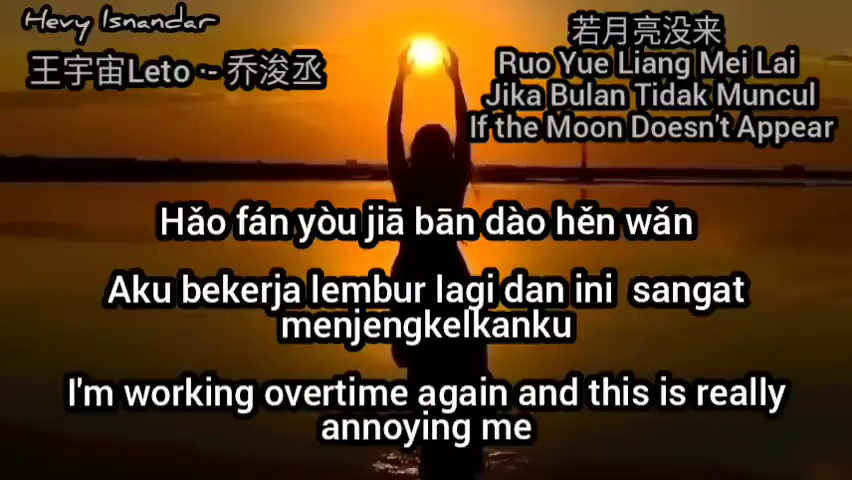 Hevy Isnandar
王宇宙Leto -- 乔浚丞
若月亮没来
Ruo Yue Liang Mei Lai
Jika Bulan Tidak Muncul
If the Moon Doesn't Appear
Hǎo fán yòu jiā bān dào hěn wǎn
Aku bekerja lembur lagi dan ini sangat
menjengkelkanku
I'm working overtime again and this is really
annoying me